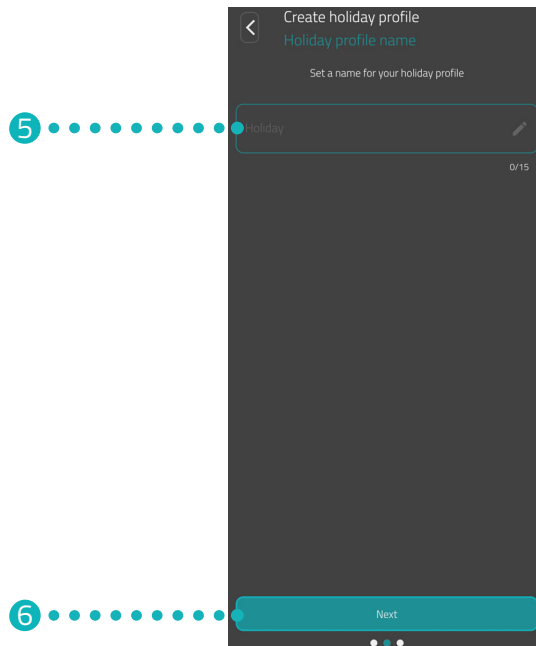 Create holiday profile
Holiday profile name
Set a name for your holiday profile
5
Holiday
0/15
6
Next